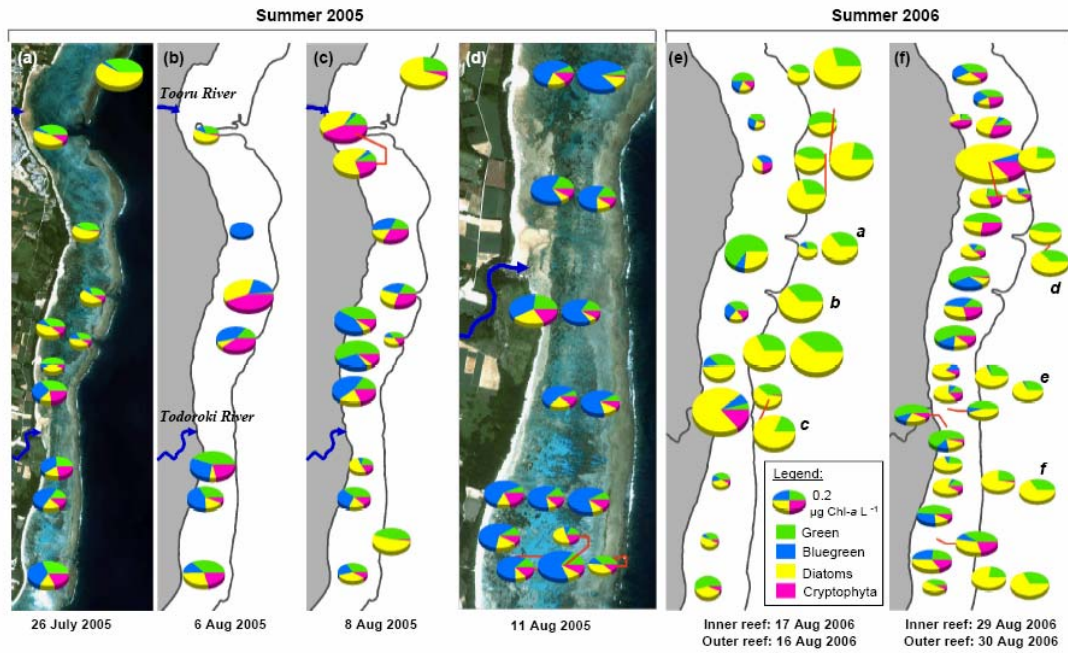 Summer 2005
Summer 2006
(a)
(b)
(c)
(d)
(e)
(f)
Tooru River
Todoroki River
a
b
c
d
e
f
Legend:
0.2
µg Chl-a L⁻¹
Green
Bluegreen
Diatoms
Cryptophyta
26 July 2005
6 Aug 2005
8 Aug 2005
11 Aug 2005
Inner reef: 17 Aug 2006
Outer reef: 16 Aug 2006
Inner reef: 29 Aug 2006
Outer reef: 30 Aug 2006